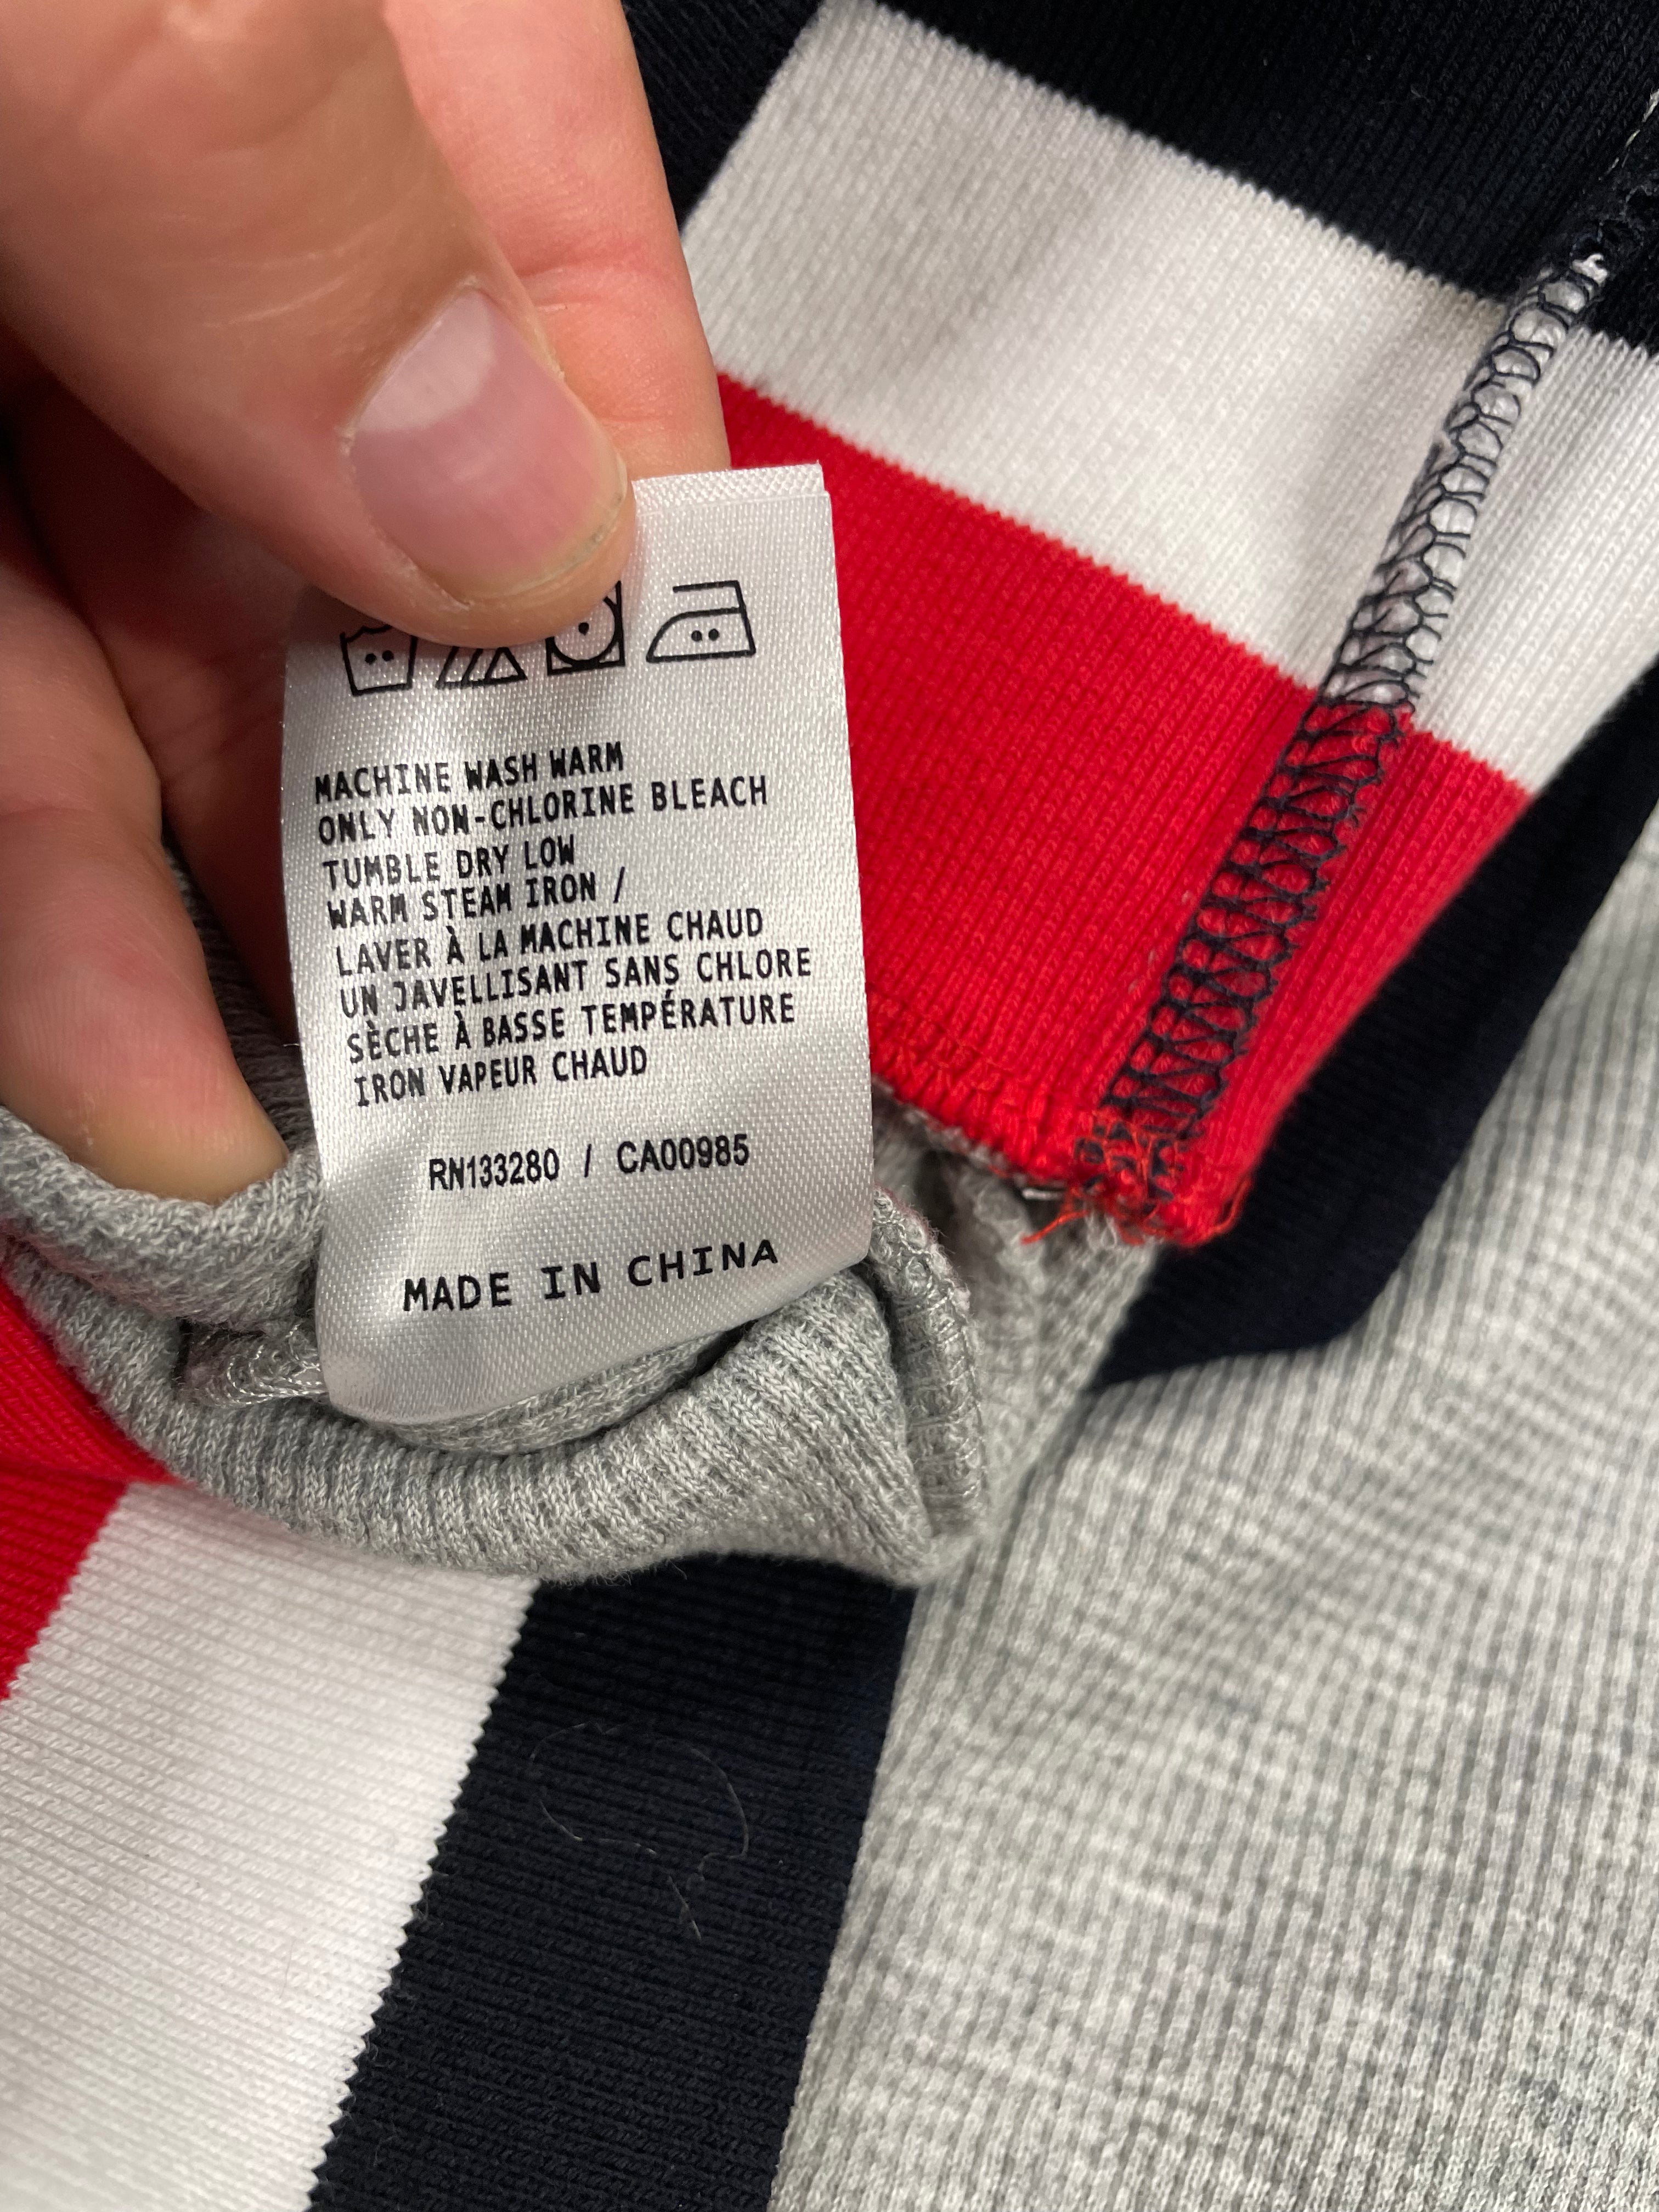 MACHINE WASH WARM
ONLY NON-CHLORINE BLEACH
TUMBLE DRY LOW
WARM STEAM IRON /
LAVER À LA MACHINE CHAUD
UN JAVELLISANT SANS CHLORE
SÈCHE À BASSE TEMPÉRATURE
IRON VAPEUR CHAUD
RN133280 / CA00985
MADE IN CHINA